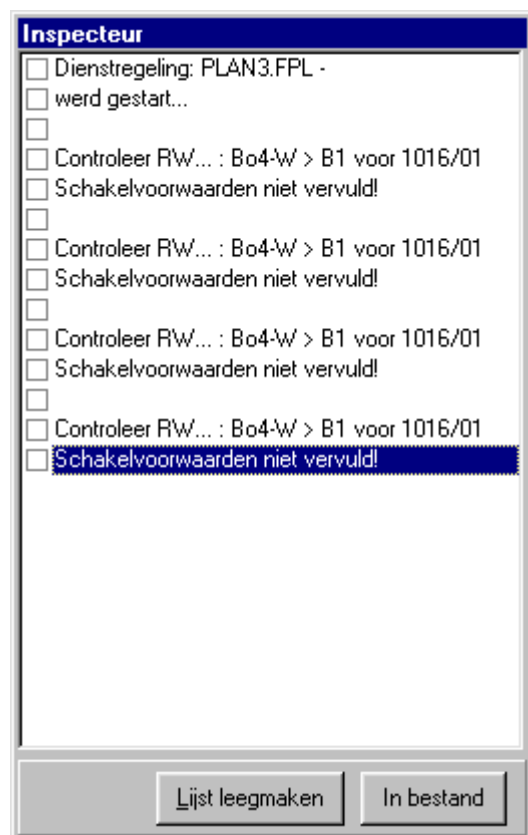 Inspecteur
Dienstregeling: PLAN3.FPL -
werd gestart...
Controleer RW... : Bo4-W > B1 voor 1016/01
Schakelvoorwaarden niet vervuld!
Controleer RW... : Bo4-W > B1 voor 1016/01
Schakelvoorwaarden niet vervuld!
Controleer RW... : Bo4-W > B1 voor 1016/01
Schakelvoorwaarden niet vervuld!
Controleer RW... : Bo4-W > B1 voor 1016/01
Schakelvoorwaarden niet vervuld!
Lijst leegmaken In bestand